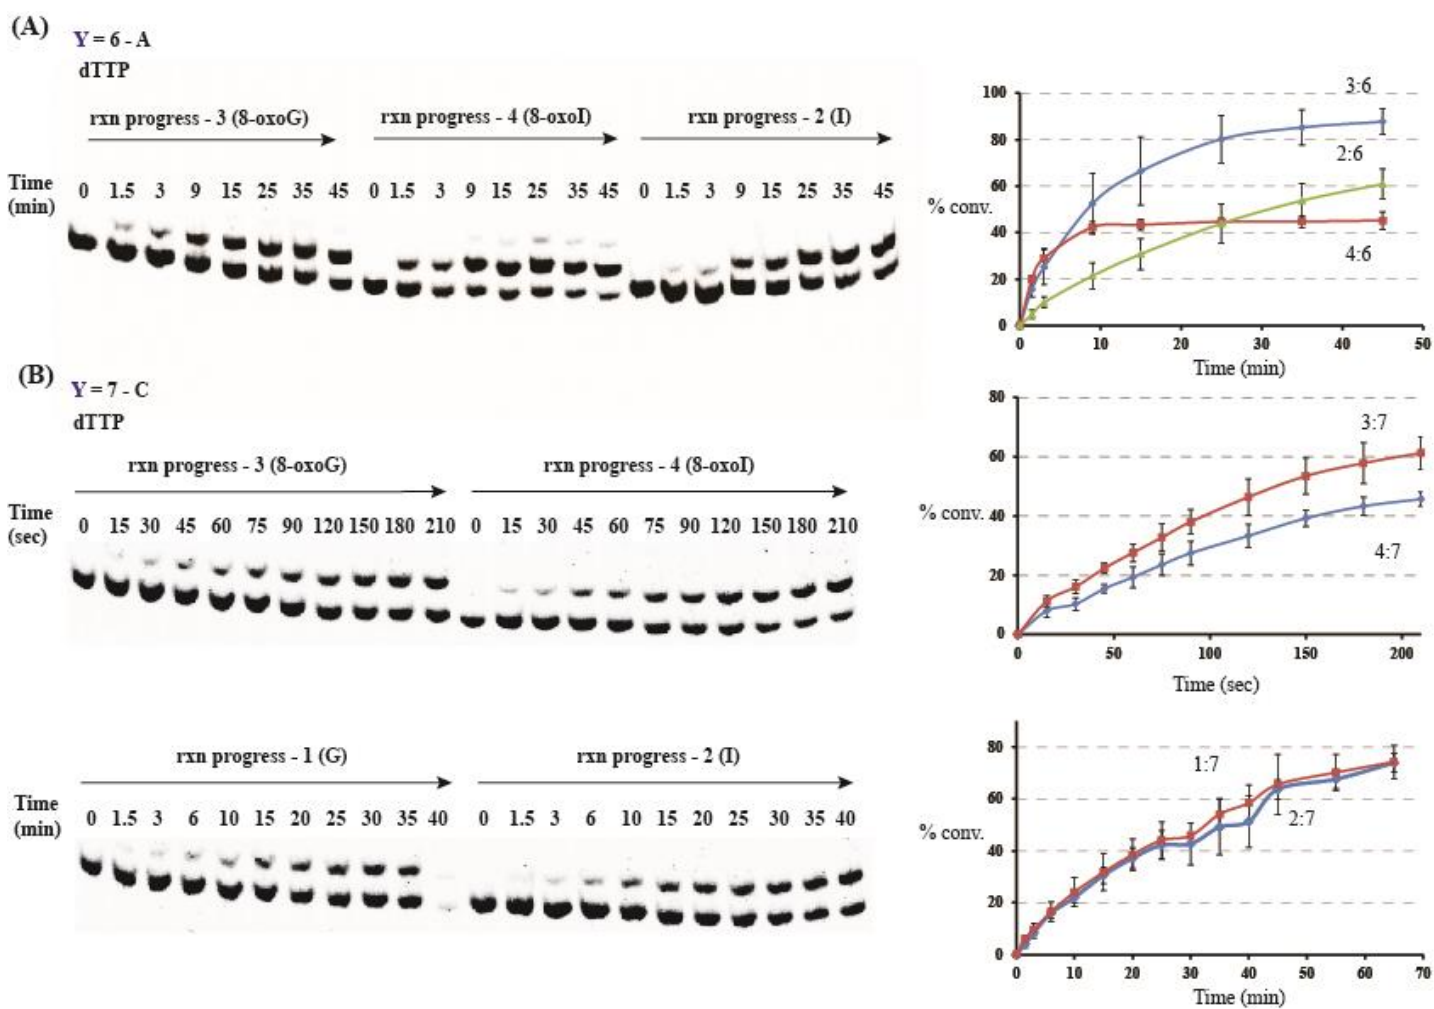 (A)
Y = 6 - A
dTTP
rxn progress - 3 (8-oxoG)
rxn progress - 4 (8-oxoI)
rxn progress - 2 (I)
Time
(min)
0 1.5 3 9 15 25 35 45 0 1.5 3 9 15 25 35 45 0 1.5 3 9 15 25 35 45
100
80
60
40
20
0
% conv.
3:6
2:6
4:6
0 10 20 30 40 50
Time (min)
(B)
Y = 7 - C
dTTP
rxn progress - 3 (8-oxoG)
rxn progress - 4 (8-oxoI)
Time
(sec)
0 15 30 45 60 75 90 120 150 180 210 0 15 30 45 60 75 90 120 150 180 210
80
60
40
20
0
% conv.
3:7
4:7
0 50 100 150 200
Time (sec)
rxn progress - 1 (G)
rxn progress - 2 (I)
Time
(min)
0 1.5 3 6 10 15 20 25 30 35 40 0 1.5 3 6 10 15 20 25 30 35 40
80
60
40
20
0
% conv.
1:7
2:7
0 10 20 30 40 50 60 70
Time (min)